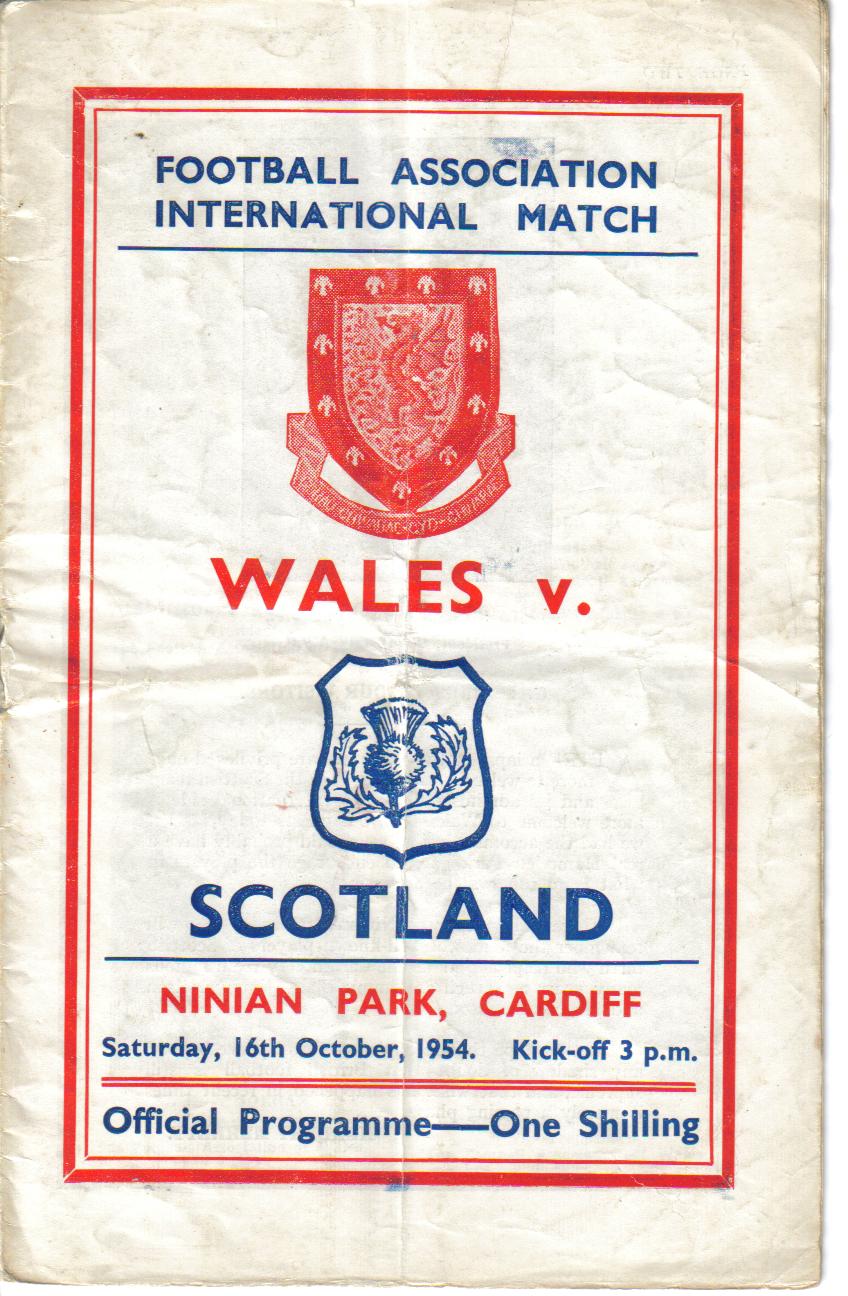 FOOTBALL ASSOCIATION
INTERNATIONAL MATCH
WALES v.
SCOTLAND
NINIAN PARK, CARDIFF
Saturday, 16th October, 1954. Kick-off 3 p.m.
Official Programme—One Shilling